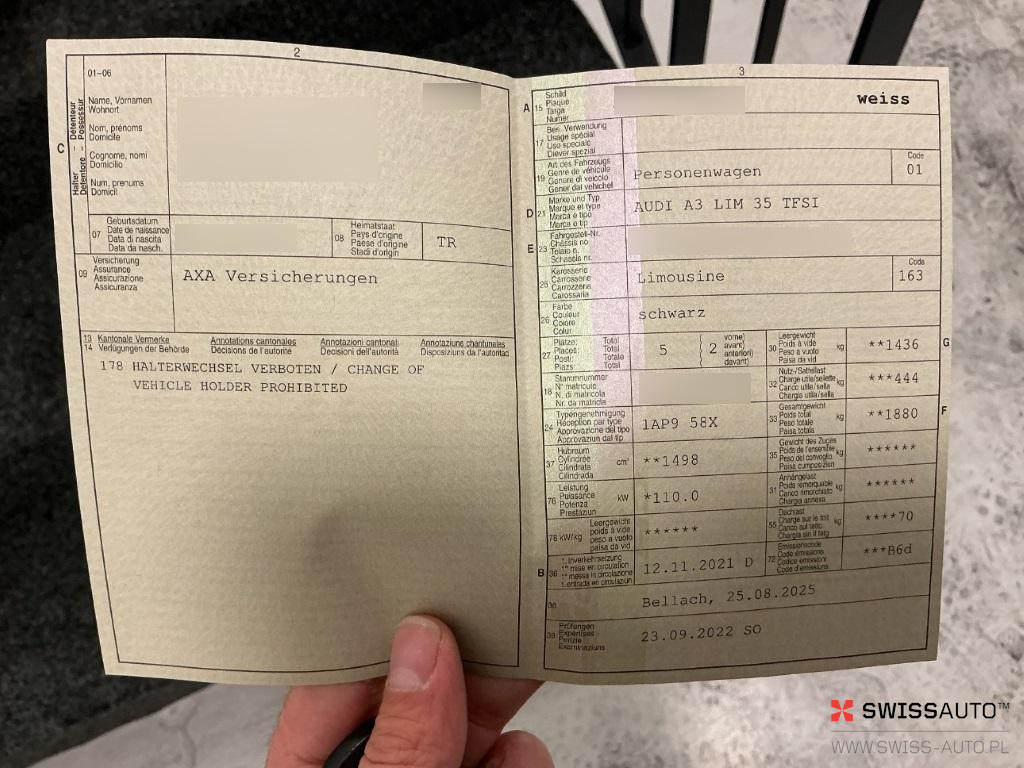 2
01-06
Halter – Détenteur
Detentore – Possessur
C
Name, Vornamen
Wohnort
Nom, prénoms
Domicile
Cognome, nomi
Domicilio
Num, prenums
Domicil
07
Geburtsdatum
Date de naissance
Data di nascita
Data da nasch.
08
Heimatstaat
Pays d'origine
Paese d'origine
Stadi d'origin
TR
09
Versicherung
Assurance
Assicurazione
Assicuranza
AXA Versicherungen
13 Kantonale Vermerke Annotations cantonales Annotazioni cantonali Annotaziuns chantunalas
14 Verfügungen der Behörde Décisions de l'autorité Decisioni dell'autorità Disposiziuns da l'autoritad
178 HALTERWECHSEL VERBOTEN / CHANGE OF
VEHICLE HOLDER PROHIBITED
3
A 15
Schild
Plaque
Targa
Numer
weiss
17
Bes. Verwendung
Usage spécial
Uso speciale
Diever spezial
19
Art des Fahrzeugs
Genre de véhicule
Genere di veicolo
Gener dal vehichel
Personenwagen
Code
01
D 21
Marke und Typ
Marque et type
Marca e tipo
Marca e tip
AUDI A3 LIM 35 TFSI
E 23
Fahrgestell-Nr.
Châssis no
Telaio n.
Schassis nr.
25
Karosserie
Carrosserie
Carrozzeria
Carossaria
Limousine
Code
163
26
Farbe
Couleur
Colore
Colur
schwarz
27
Plätze: Total
Places: Total
Posti: Totale
Plazs: Total
5
2
vorne)
avant)
anteriori)
davant)
30
Leergewicht
Poids à vide
Peso a vuoto
Paisa da vid
kg
**1436
G
18
Stammnummer
N° matricule
N. di matricola
Nr. da matricla
32
Nutz-/Sattellast
Charge utile/sellette
Carico utile/sella
Chargia utila/sella
kg
***444
24
Typengenehmigung
Réception par type
Approvazione del tipo
Approvaziun dal tip
1AP9 58X
33
Gesamtgewicht
Poids total
Peso totale
Paisa totala
kg
**1880
F
37
Hubraum
Cylindrée
Cilindrata
Cilindrada
cm³
**1498
35
Gewicht des Zuges
Poids de l'ensemble
Peso del convoglio
Paisa cumposiziun
kg
******
76
Leistung
Puissance
Potenza
Prestaziun
kW
*110.0
31
Anhängelast
Poids remorquable
Carico rimorchiato
Chargia annexa
kg
******
78 kW/kg
Leergewicht
poids à vide
peso a vuoto
paisa da vid
******
55
Dachlast
Charge sur le toit
Carico sul tetto
Chargia sin il tetg
kg
****70
B 36
1. Inverkehrsetzung
1re mise en circulation
1a messa in circolazione
1. entrada en circulaziun
12.11.2021 D
72
Emissionscode
Code émissions
Codice emissioni
Code d'emissiuns
***B6d
38
Bellach, 25.08.2025
39
Prüfungen
Expertises
Perizie
Examinaziuns
23.09.2022 SO
SWISSAUTO™
WWW.SWISS-AUTO.PL